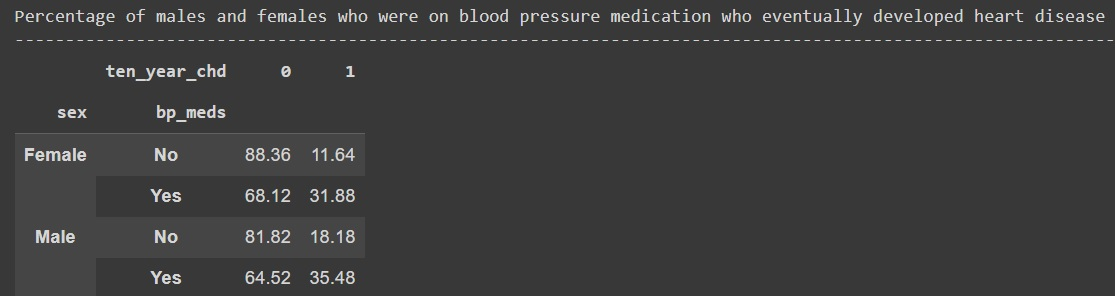 Percentage of males and females who were on blood pressure medication who eventually developed heart disease
---------------------------------------------------------------------------------------------------------------
ten_year_chd 0 1
sex bp_meds
Female No 88.36 11.64
Yes 68.12 31.88
Male No 81.82 18.18
Yes 64.52 35.48